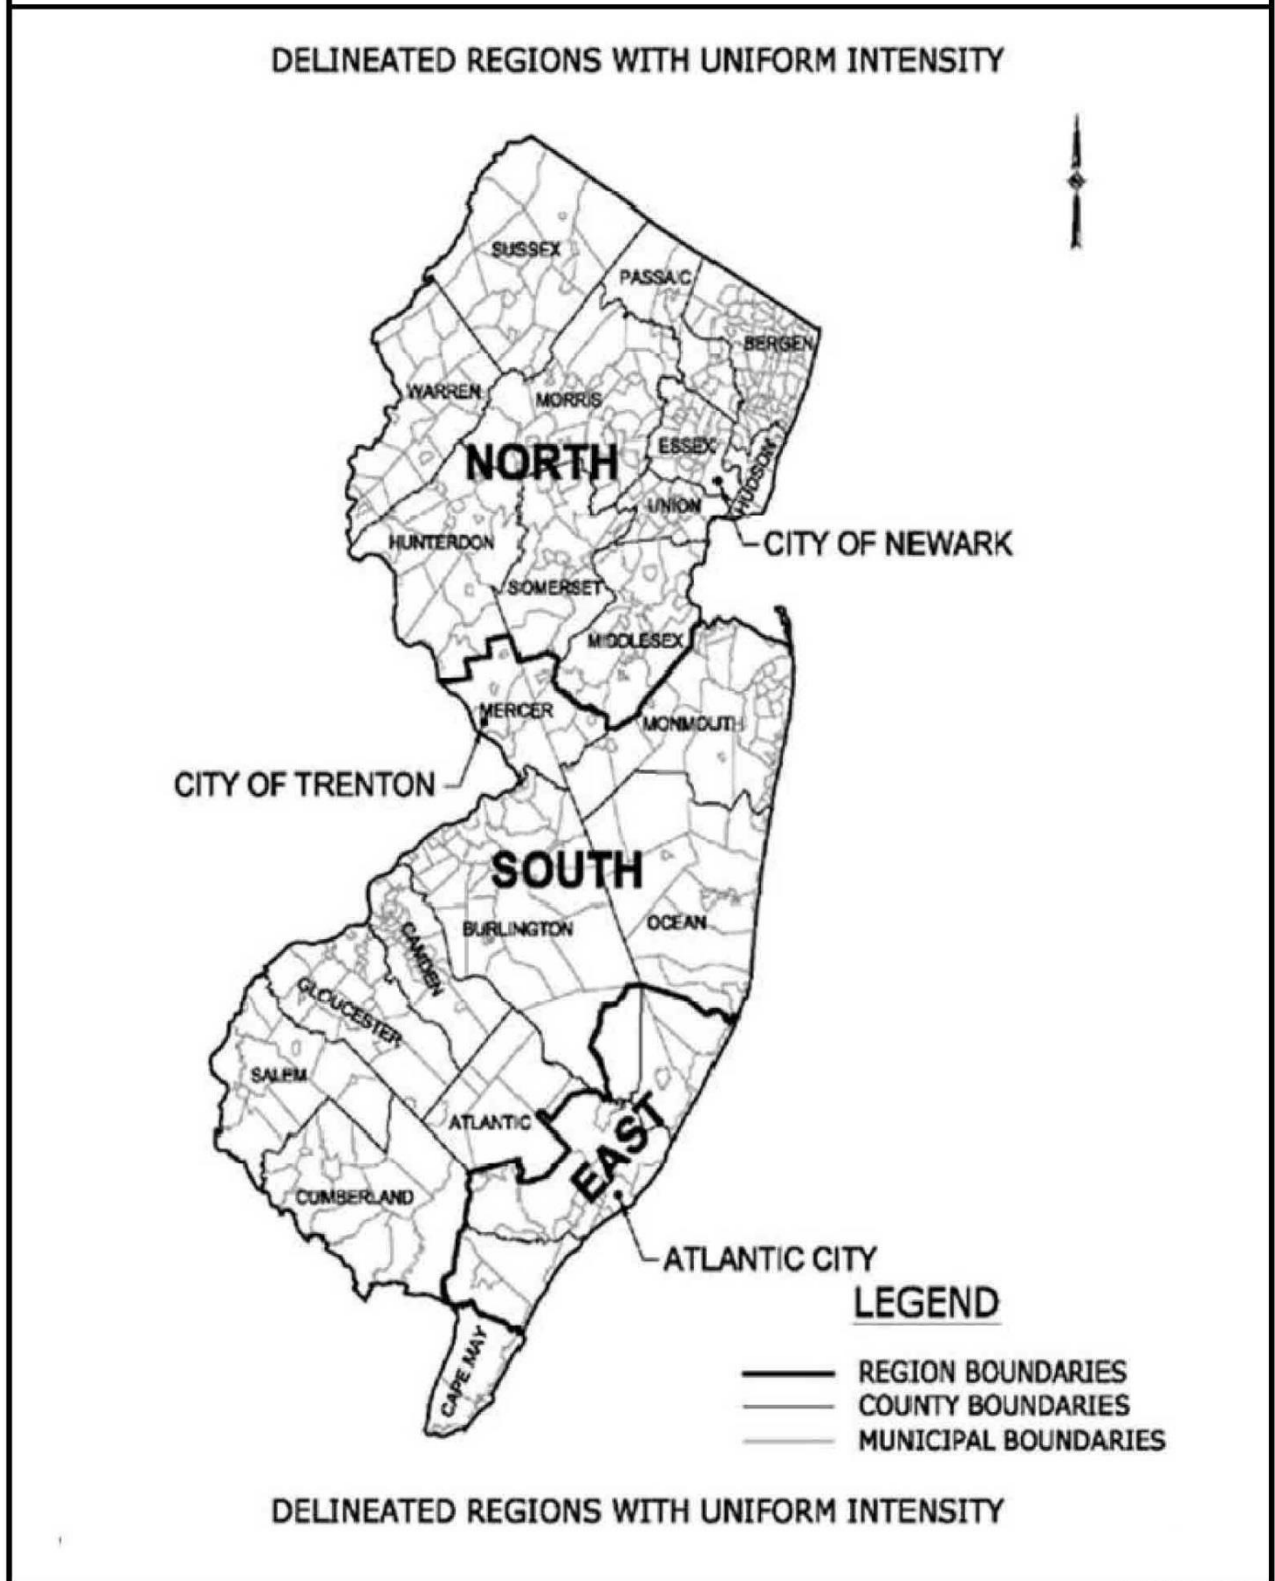 DELINEATED REGIONS WITH UNIFORM INTENSITY
SUSSEX
PASSAIC
BERGEN
WARREN
MORRIS
ESSEX
NORTH
HUDSON
UNION
HUNTERDON
CITY OF NEWARK
SOMERSET
MIDDLESEX
MERCER
MONMOUTH
CITY OF TRENTON
SOUTH
BURLINGTON
OCEAN
CAMDEN
GLOUCESTER
SALEM
ATLANTIC
EAST
CUMBERLAND
ATLANTIC CITY
CAPE MAY
LEGEND
REGION BOUNDARIES
COUNTY BOUNDARIES
MUNICIPAL BOUNDARIES
DELINEATED REGIONS WITH UNIFORM INTENSITY